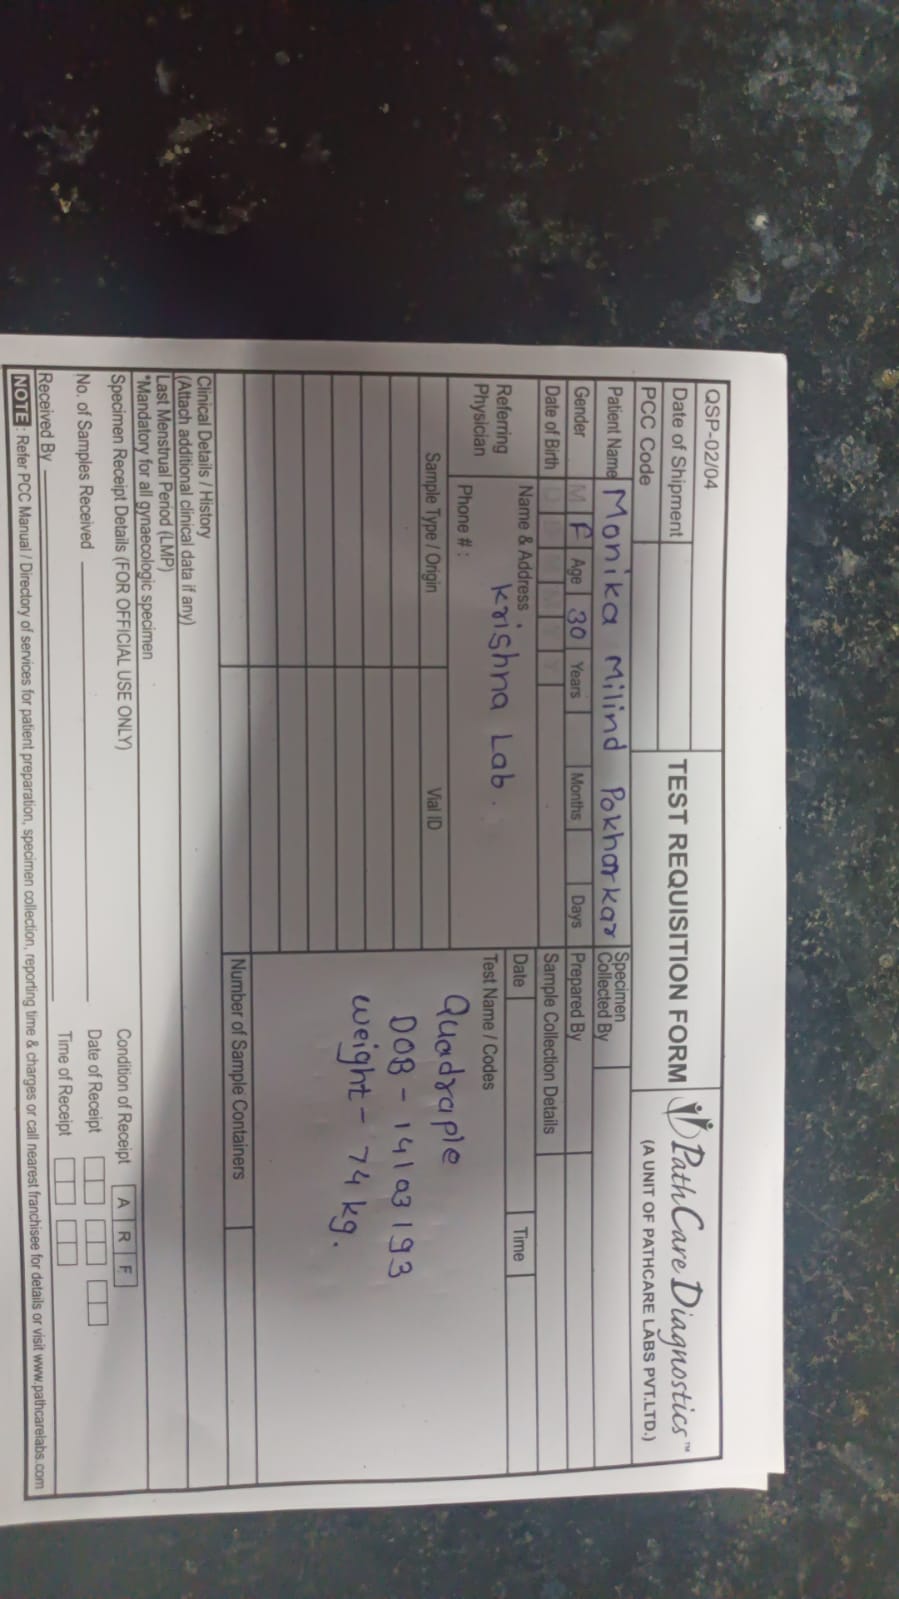 QSP-02/04
Date of Shipment
PCC Code
TEST REQUISITION FORM
PathCare Diagnostics™
(A UNIT OF PATHCARE LABS PVT.LTD.)
Patient Name Monika Milind Pokharkar
Specimen Collected By
Gender M F Age 30 Years Months Days
Prepared By
Date of Birth D D M M Y Y
Sample Collection Details
Referring Physician
Name & Address Krishna Lab.
Phone # :
Date Time
Test Name / Codes
Sample Type / Origin Vial ID
Quadraple
DOB - 14/03/93
weight - 74 kg.
Number of Sample Containers
Clinical Details / History
(Attach additional clinical data if any)
Last Menstrual Period (LMP)
*Mandatory for all gynaecologic specimen
Specimen Receipt Details (FOR OFFICIAL USE ONLY)
Condition of Receipt A R F
No. of Samples Received
Date of Receipt
Received By
Time of Receipt
NOTE : Refer PCC Manual / Directory of services for patient preparation, specimen collection, reporting time & charges or call nearest franchisee for details or visit www.pathcarelabs.com